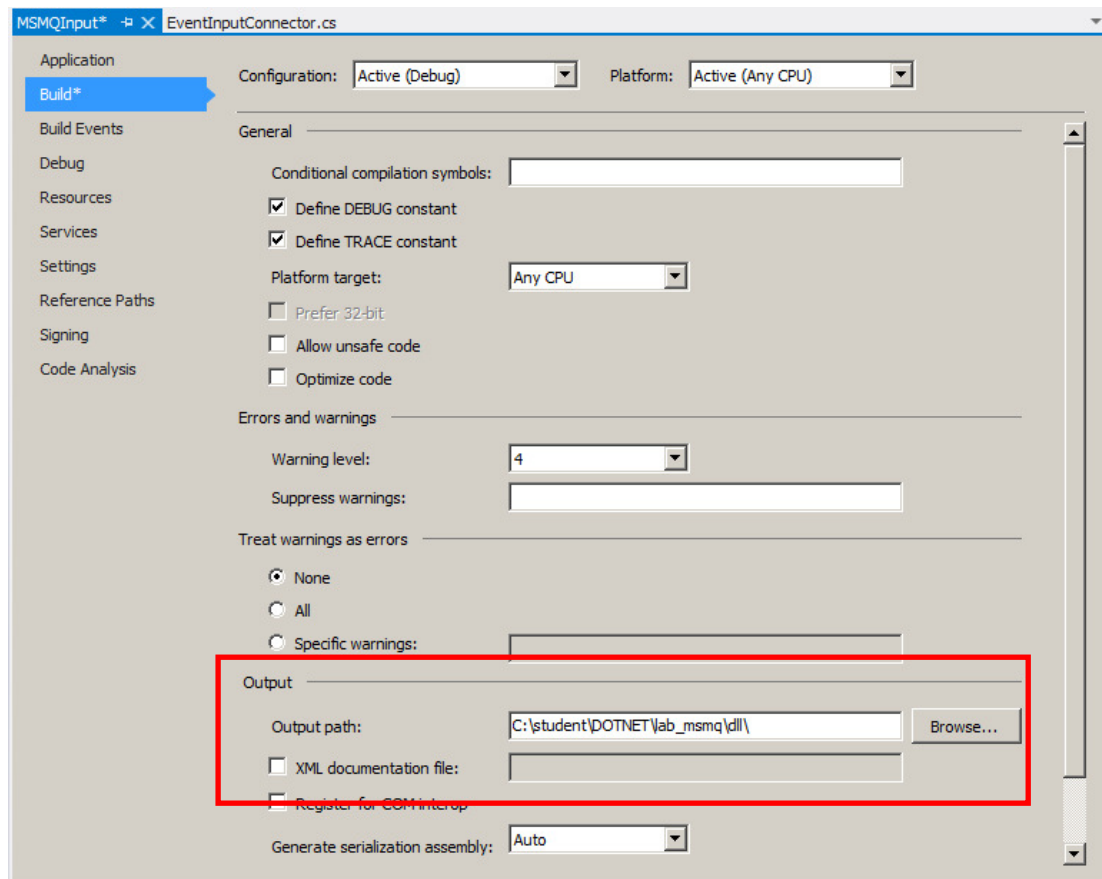 MSMQInput* EventInputConnector.cs
Application
Build*
Build Events
Debug
Resources
Services
Settings
Reference Paths
Signing
Code Analysis
Configuration: Active (Debug) Platform: Active (Any CPU)
General
Conditional compilation symbols:
Define DEBUG constant
Define TRACE constant
Platform target: Any CPU
Prefer 32-bit
Allow unsafe code
Optimize code
Errors and warnings
Warning level: 4
Suppress warnings:
Treat warnings as errors
None
All
Specific warnings:
Output
Output path: C:\student\DOTNET\lab_msmq\dll\ Browse...
XML documentation file:
Register for COM interop
Generate serialization assembly: Auto